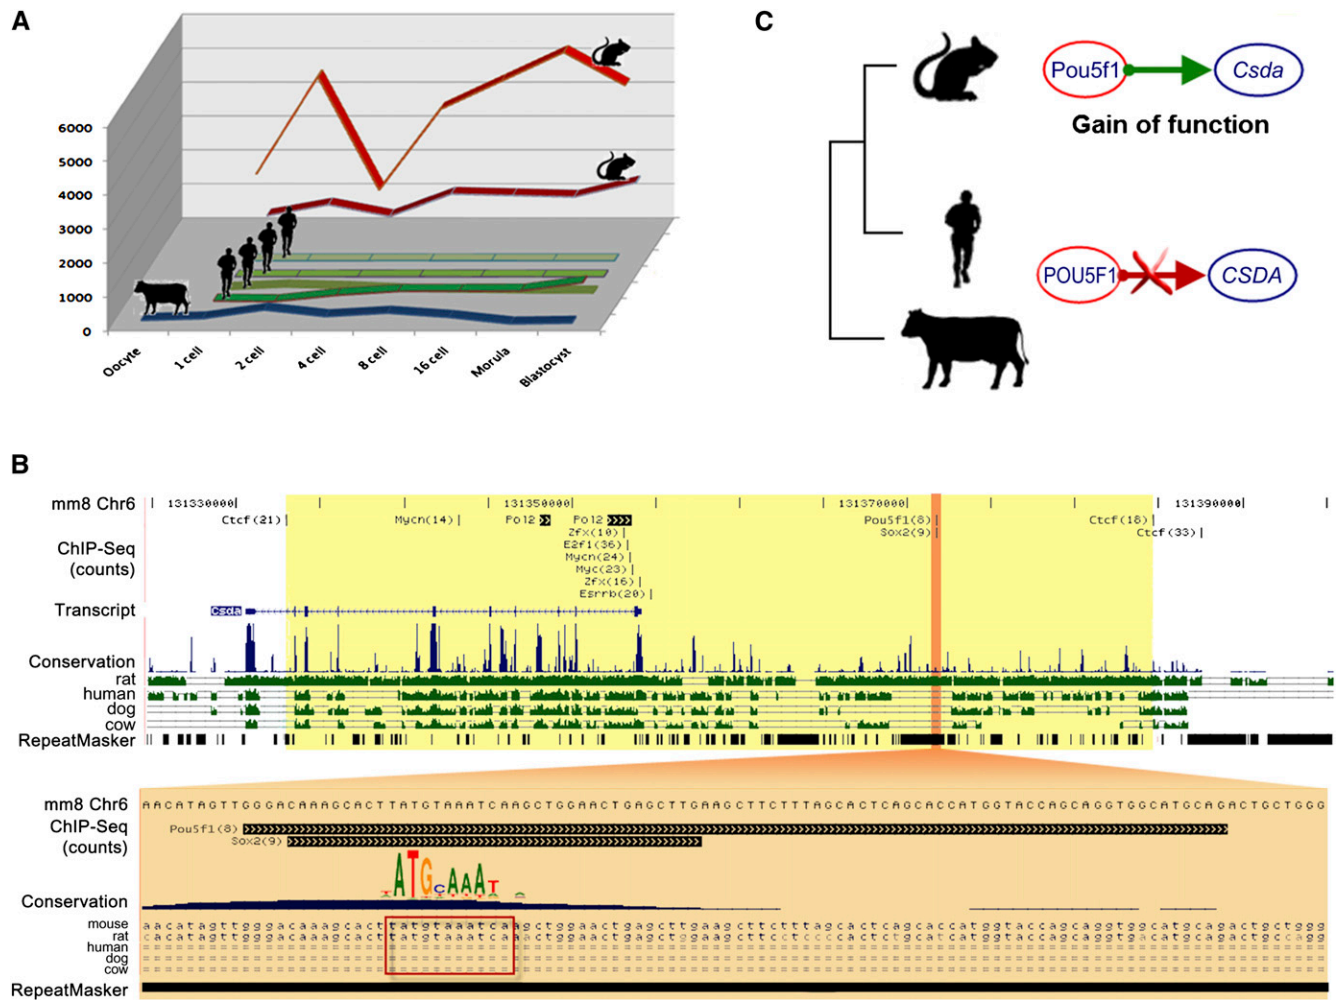 A
6000
5000
4000
3000
2000
1000
0
Oocyte
1 cell
2 cell
4 cell
8 cell
16 cell
Morula
Blastocyst
C
Pou5f1
Csda
Gain of function
POU5F1
CSDA
B
mm8 Chr6
131330000
131350000
131370000
131390000
ChIP-Seq
(counts)
Ctcf(21)
Mycn(14)
Pol2
Pol2
Pou5f1(8)
Ctcf(18)
Zfx(10)
Sox2(9)
Ctcf(33)
E2f1(36)
Mycn(24)
Myc(23)
Zfx(16)
Esrrb(20)
Transcript
Csda
Conservation
rat
human
dog
cow
RepeatMasker
mm8 Chr6
AACATAGTTGGGACAAAGCACTTATGTAAATCAAGCTGGAACTGAGCTTGAAGCTTCTTTAGCACTCAGCACCATGGTACCAGCAGGTGGCATGCAGACTGCTGGG
ChIP-Seq
(counts)
Pou5f1(8)
Sox2(9)
ATGCAAAT
Conservation
mouse
rat
human
dog
cow
RepeatMasker